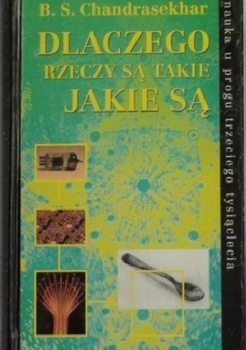 B. S. Chandrasekhar
DLACZEGO
RZECZY SĄ TAKIE
JAKIE SĄ
nauka u progu trzeciego tysiąclecia